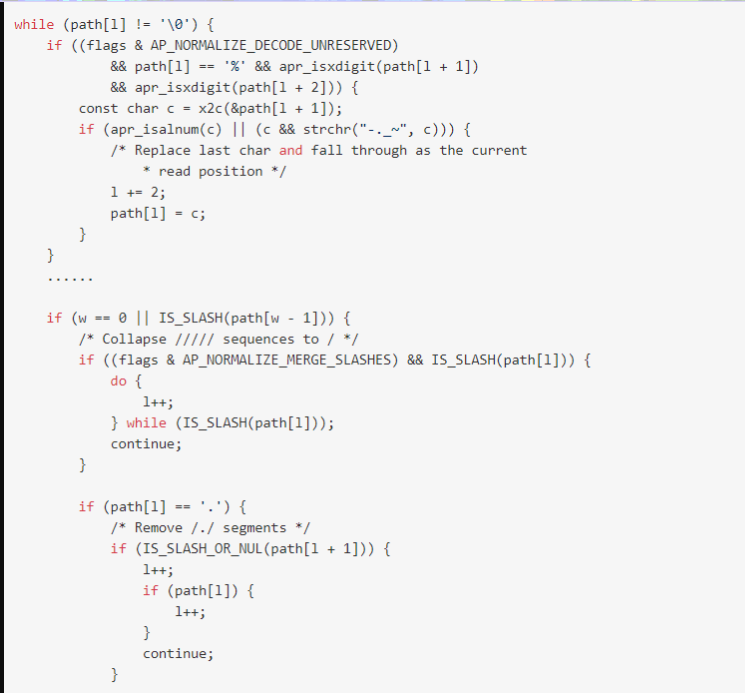 while (path[l] != '\0') {
if ((flags & AP_NORMALIZE_DECODE_UNRESERVED)
&& path[l] == '%' && apr_isxdigit(path[l + 1])
&& apr_isxdigit(path[l + 2])) {
const char c = x2c(&path[l + 1]);
if (apr_isalnum(c) || (c && strchr("-._~", c))) {
/* Replace last char and fall through as the current
* read position */
l += 2;
path[l] = c;
}
}
......
if (w == 0 || IS_SLASH(path[w - 1])) {
/* Collapse ///// sequences to / */
if ((flags & AP_NORMALIZE_MERGE_SLASHES) && IS_SLASH(path[l])) {
do {
l++;
} while (IS_SLASH(path[l]));
continue;
}
if (path[l] == '.') {
/* Remove /./ segments */
if (IS_SLASH_OR_NUL(path[l + 1])) {
l++;
if (path[l]) {
l++;
}
continue;
}